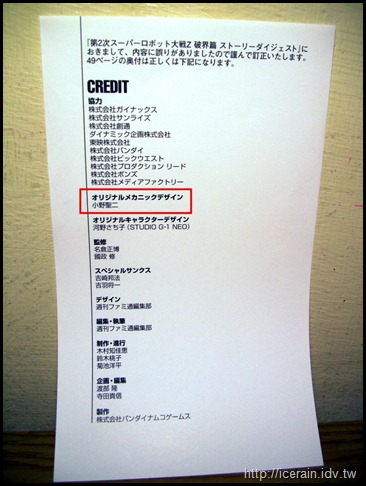 『第2次スーパーロボット大戦Z 破界篇 ストーリーダイジェスト』に
おきまして、内容に誤りがありましたので謹んで訂正いたします。
49ページの奥付は正しくは下記になります。
CREDIT
協力
株式会社ガイナックス
株式会社サンライズ
株式会社創通
ダイナミック企画株式会社
東映株式会社
株式会社バンダイ
株式会社ビックウエスト
株式会社プロダクション リード
株式会社ボンズ
株式会社メディアファクトリー
オリジナルメカニックデザイン
小野聖二
オリジナルキャラクターデザイン
河野さち子(STUDIO G-1 NEO)
監修
名倉正博
國政 修
スペシャルサンクス
吉崎邦法
吉羽将一
デザイン
週刊ファミ通編集部
編集・執筆
週刊ファミ通編集部
制作・進行
木村知佳恵
鈴木桃子
菊池洋平
企画・編集
渡部 隆
寺田貴信
製作
株式会社バンダイナムコゲームス
http://icerain.idv.tw